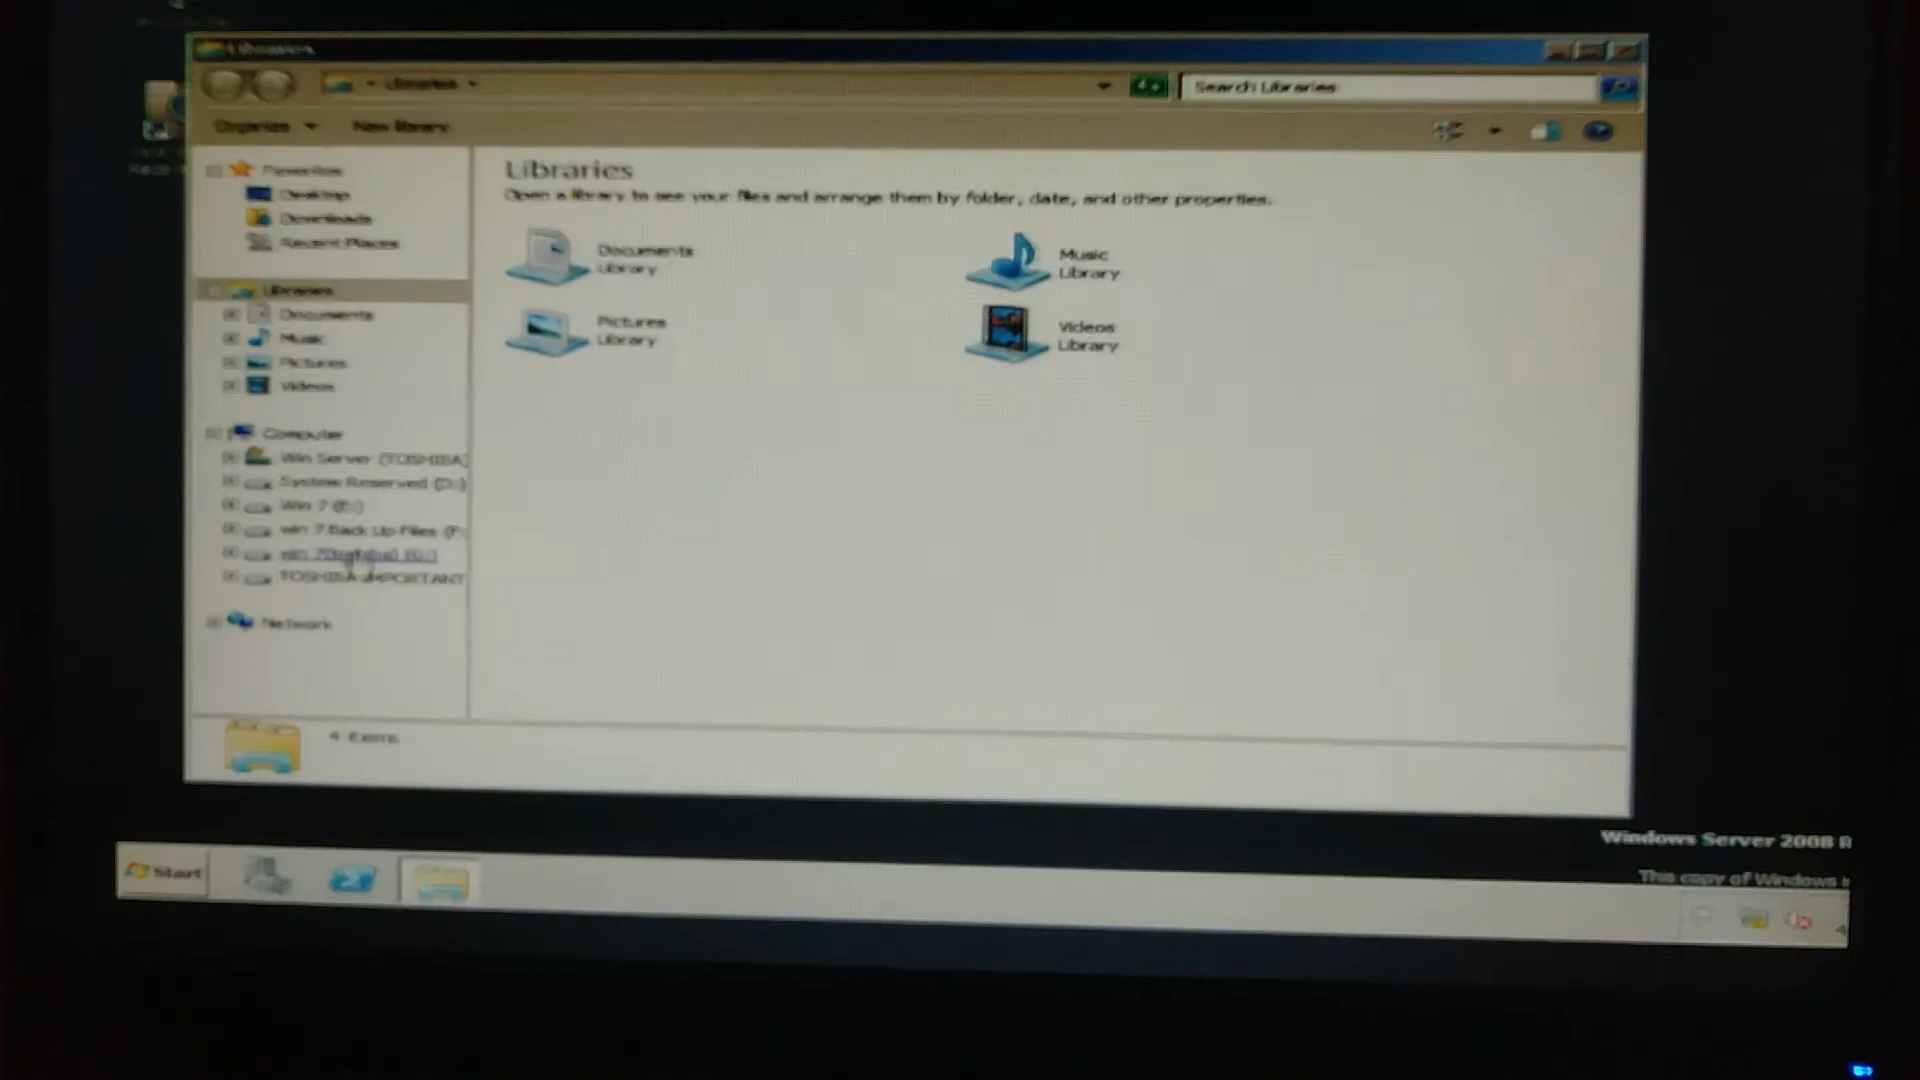 Libraries
Libraries
Search Libraries
Organize
New library
Favorites
Desktop
Downloads
Recent Places
Libraries
Documents
Music
Pictures
Videos
Computer
Win Server (TOSHIBA)
System Reserved (D:)
Win 7 (E:)
win 7 Back Up Files (F:
win (G:)
TOSHIBA IMPORTANT
Network
Libraries
Open a library to see your files and arrange them by folder, date, and other properties.
Documents
Library
Music
Library
Pictures
Library
Videos
Library
4 items
Windows Server 2008 R
This copy of Windows i
Start